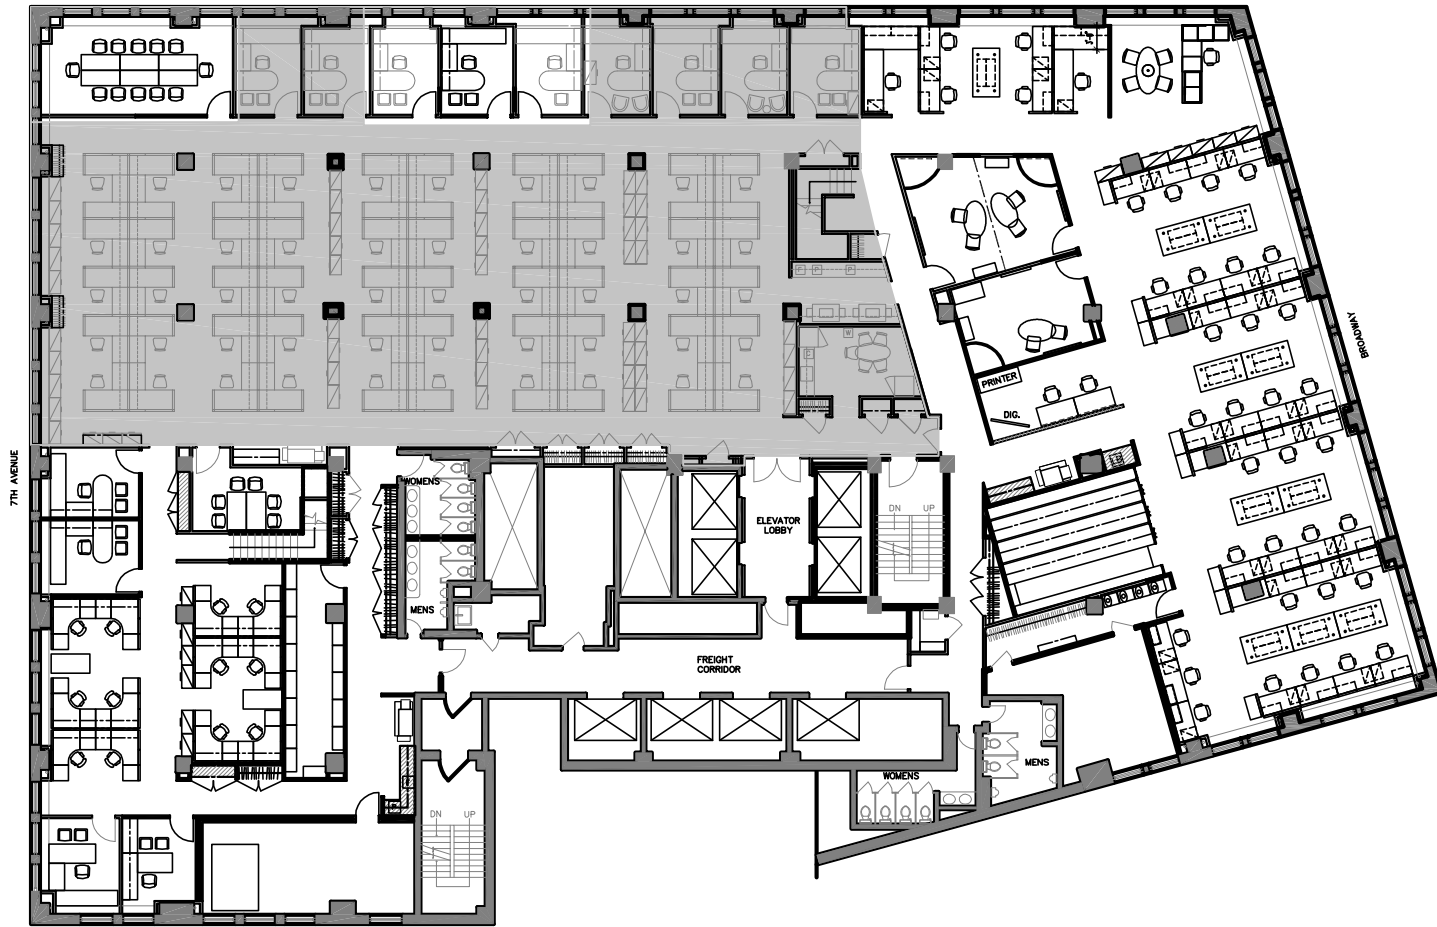 BROADWAY
PRINTER
DIG.
7TH AVENUE
WOMENS
ELEVATOR
LOBBY
DN
UP
MENS
FREIGHT
CORRIDOR
WOMENS
MENS
DN
UP